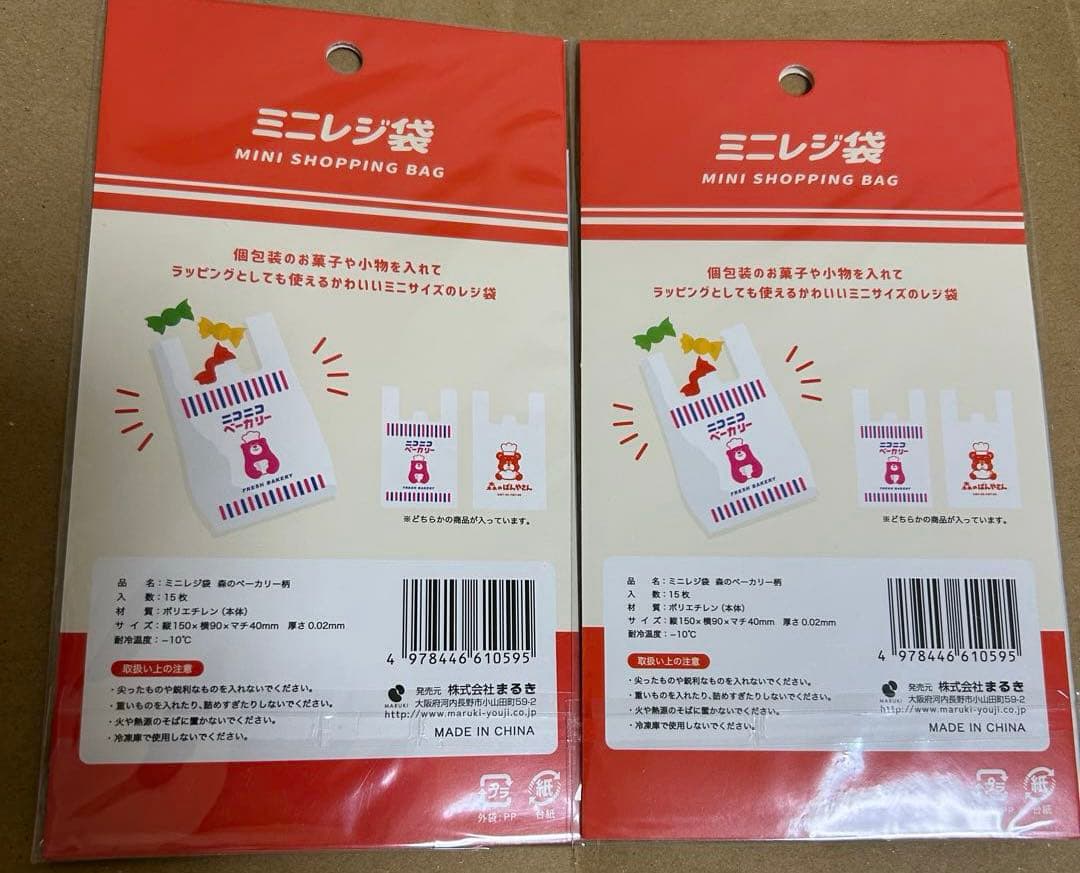 ミニレジ袋
MINI SHOPPING BAG
個包装のお菓子や小物を入れて
ラッピングとしても使えるかわいいミニサイズのレジ袋
ニコニコ
ベーカリー
FRESH BAKERY
ニコニコ
ベーカリー
FRESH BAKERY
森のぱんやさん
※どちらかの商品が入っています。
品 名：ミニレジ袋 森のベーカリー柄
入 数：15枚
材 質：ポリエチレン（本体）
サイズ：縦150×横90×マチ40mm 厚さ0.02mm
耐冷温度：−10℃
取扱い上の注意
・尖ったものや鋭利なものを入れないでください。
・重いものを入れたり、詰めすぎたりしないでください。
・火や熱源のそばに置かないでください。
・冷凍庫で使用しないでください。
4 978446 610595
MARUKI
発売元 株式会社まるき
大阪府河内長野市小山田町59-2
http://www.maruki-youji.co.jp
MADE IN CHINA
プラ
外袋:PP
紙
台紙
ミニレジ袋
MINI SHOPPING BAG
個包装のお菓子や小物を入れて
ラッピングとしても使えるかわいいミニサイズのレジ袋
ニコニコ
ベーカリー
FRESH BAKERY
ニコニコ
ベーカリー
FRESH BAKERY
森のぱんやさん
※どちらかの商品が入っています。
品 名：ミニレジ袋 森のベーカリー柄
入 数：15枚
材 質：ポリエチレン（本体）
サイズ：縦150×横90×マチ40mm 厚さ0.02mm
耐冷温度：−10℃
取扱い上の注意
・尖ったものや鋭利なものを入れないでください。
・重いものを入れたり、詰めすぎたりしないでください。
・火や熱源のそばに置かないでください。
・冷凍庫で使用しないでください。
4 978446 610595
MARUKI
発売元 株式会社まるき
大阪府河内長野市小山田町59-2
http://www.maruki-youji.co.jp
MADE IN CHINA
プラ
紙
台紙